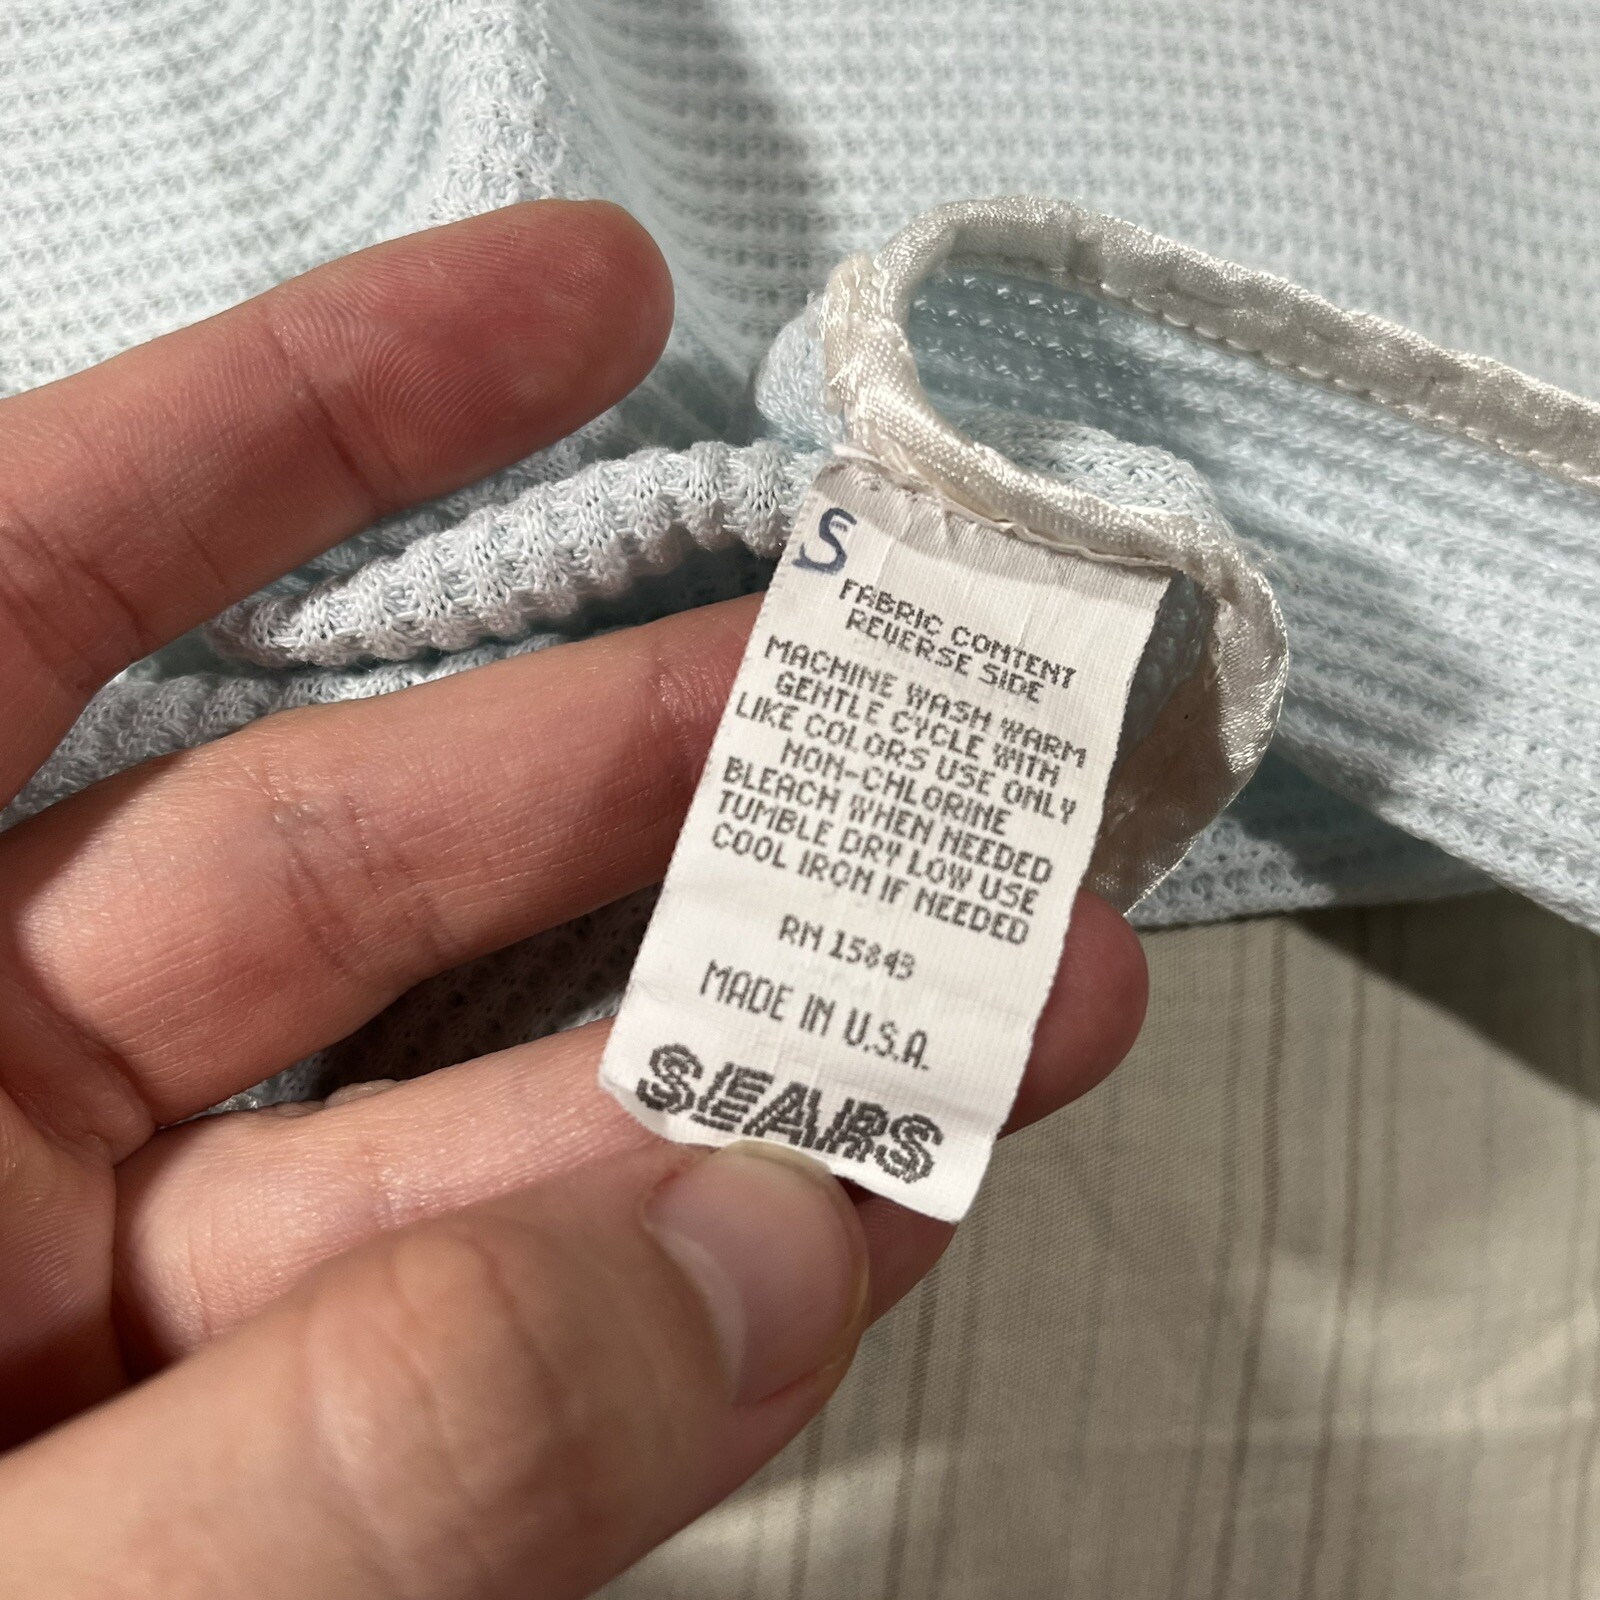 S
FABRIC CONTENT
REVERSE SIDE
MACHINE WASH WARM
GENTLE CYCLE WITH
LIKE COLORS USE ONLY
NON-CHLORINE
BLEACH WHEN NEEDED
TUMBLE DRY LOW USE
COOL IRON IF NEEDED
RN 15843
MADE IN U.S.A.
SEARS